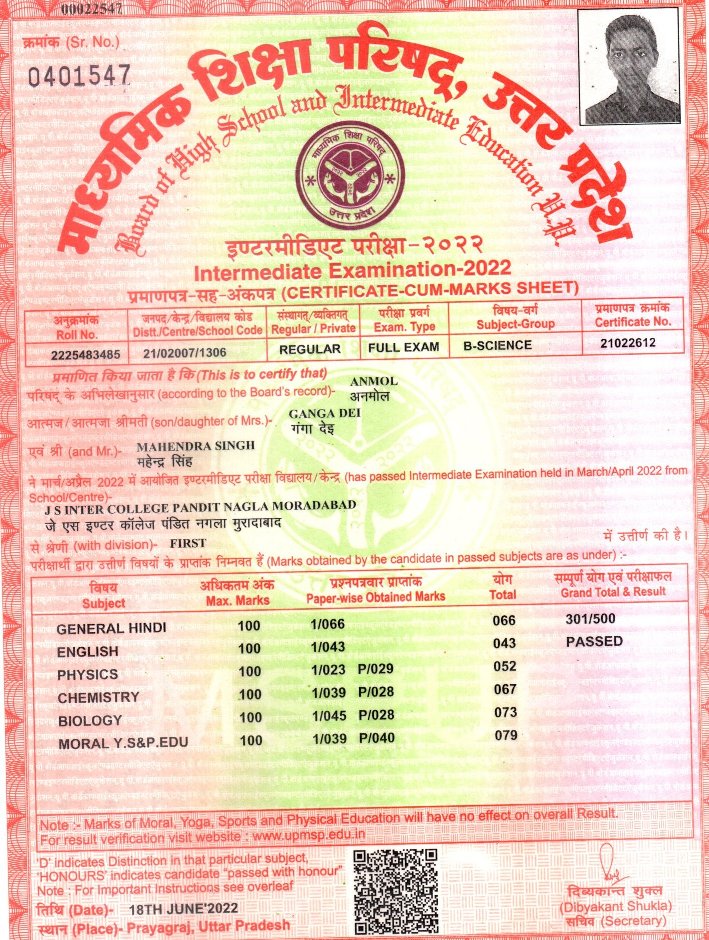 00022547
क्रमांक (Sr. No.)
0401547
माध्यमिक शिक्षा परिषद्, उत्तर प्रदेश
Board of High School and Intermediate Education U.P.
माध्यमिक शिक्षा परिषद्
उत्तर प्रदेश
इण्टरमीडिएट परीक्षा-२०२२
Intermediate Examination-2022
प्रमाणपत्र-सह-अंकपत्र (CERTIFICATE-CUM-MARKS SHEET)
अनुक्रमांक जनपद/केन्द्र/विद्यालय कोड संस्थागत/व्यक्तिगत परीक्षा प्रवर्ग विषय-वर्ग प्रमाणपत्र क्रमांक
Roll No. Distt./Centre/School Code Regular / Private Exam. Type Subject-Group Certificate No.
2225483485 21/02007/1306 REGULAR FULL EXAM B-SCIENCE 21022612
प्रमाणित किया जाता है कि (This is to certify that)
परिषद् के अभिलेखानुसार (according to the Board's record)- ANMOL
अनमोल
आत्मज/आत्मजा श्रीमती (son/daughter of Mrs.)- GANGA DEI
गंगा देइ
एवं श्री (and Mr.)- MAHENDRA SINGH
महेन्द्र सिंह
ने मार्च/अप्रैल 2022 में आयोजित इण्टरमीडिएट परीक्षा विद्यालय/केन्द्र (has passed Intermediate Examination held in March/April 2022 from
School/Centre)-
J S INTER COLLEGE PANDIT NAGLA MORADABAD
जे एस इण्टर कॉलेज पंडित नगला मुरादाबाद
से श्रेणी (with division)- FIRST में उत्तीर्ण की है।
परीक्षार्थी द्वारा उत्तीर्ण विषयों के प्राप्तांक निम्नवत हैं (Marks obtained by the candidate in passed subjects are as under) :-
विषय अधिकतम अंक प्रश्नपत्रवार प्राप्तांक योग सम्पूर्ण योग एवं परीक्षाफल
Subject Max. Marks Paper-wise Obtained Marks Total Grand Total & Result
GENERAL HINDI 100 1/066 066 301/500
ENGLISH 100 1/043 043 PASSED
PHYSICS 100 1/023 P/029 052
CHEMISTRY 100 1/039 P/028 067
BIOLOGY 100 1/045 P/028 073
MORAL Y.S&P.EDU 100 1/039 P/040 079
Note :- Marks of Moral, Yoga, Sports and Physical Education will have no effect on overall Result.
For result verification visit website : www.upmsp.edu.in
'D' indicates Distinction in that particular subject,
'HONOURS' indicates candidate "passed with honour"
Note : For Important Instructions see overleaf
तिथि (Date)- 18TH JUNE'2022
स्थान (Place)- Prayagraj, Uttar Pradesh
दिव्यकान्त शुक्ल
(Dibyakant Shukla)
सचिव (Secretary)